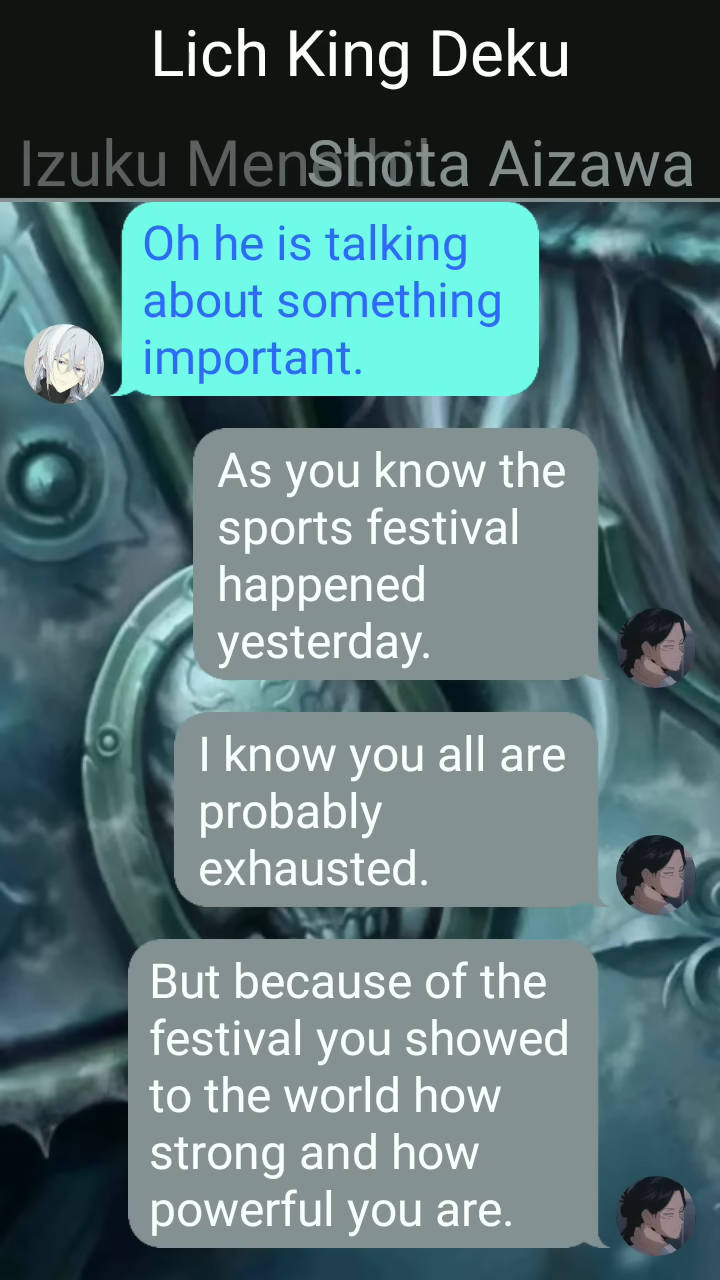 Lich King Deku
Izuku Men Shota Aizawa
Oh he is talking
about something
important.
As you know the
sports festival
happened
yesterday.
I know you all are
probably
exhausted.
But because of the
festival you showed
to the world how
strong and how
powerful you are.